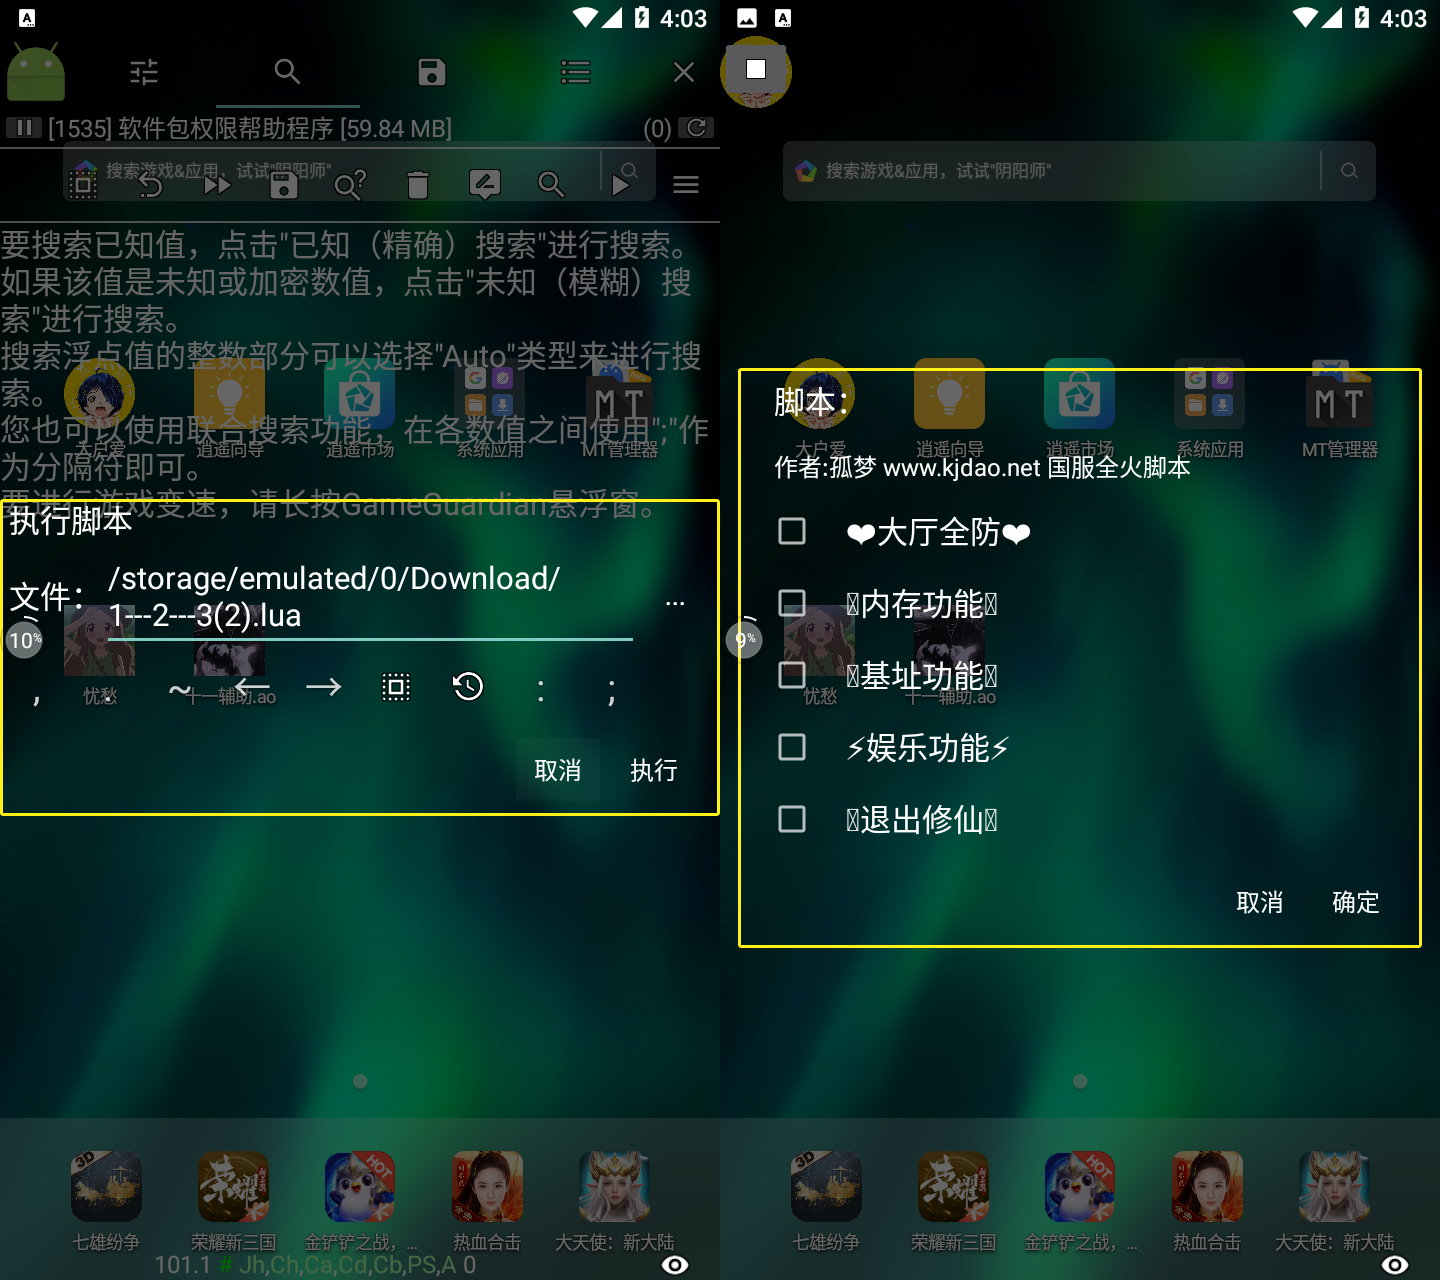 4:03
[1535] 软件包权限帮助程序 [59.84 MB]
(0)
搜索游戏&应用，试试"阴阳师"
要搜索已知值，点击"已知（精确）搜索"进行搜索。
如果该值是未知或加密数值，点击"未知（模糊）搜
索"进行搜索。
搜索浮点值的整数部分可以选择"Auto"类型来进行搜
索。
您也可以使用联合搜索功能，在各数值之间使用";"作
为分隔符即可。
要进行游戏变速，请长按GameGuardian悬浮窗。
大户爱
逍遥向导
逍遥市场
系统应用
MT管理器
执行脚本
文件：
/storage/emulated/0/Download/
1---2---3(2).lua
...
10%
忧愁
十一辅助.ao
, . ~ ← → : ;
取消
执行
3D
HOT
七雄纷争
荣耀新三国
金铲铲之战，...
热血合击
大天使：新大陆
101.1 # Jh,Ch,Ca,Cd,Cb,PS,A 0
4:03
搜索游戏&应用，试试"阴阳师"
大户爱
逍遥向导
逍遥市场
系统应用
MT管理器
脚本：
作者:孤梦 www.kjdao.net 国服全火脚本
❤大厅全防❤
内存功能
基址功能
⚡娱乐功能⚡
退出修仙
9%
忧愁
十一辅助.ao
取消
确定
3D
HOT
七雄纷争
荣耀新三国
金铲铲之战，...
热血合击
大天使：新大陆